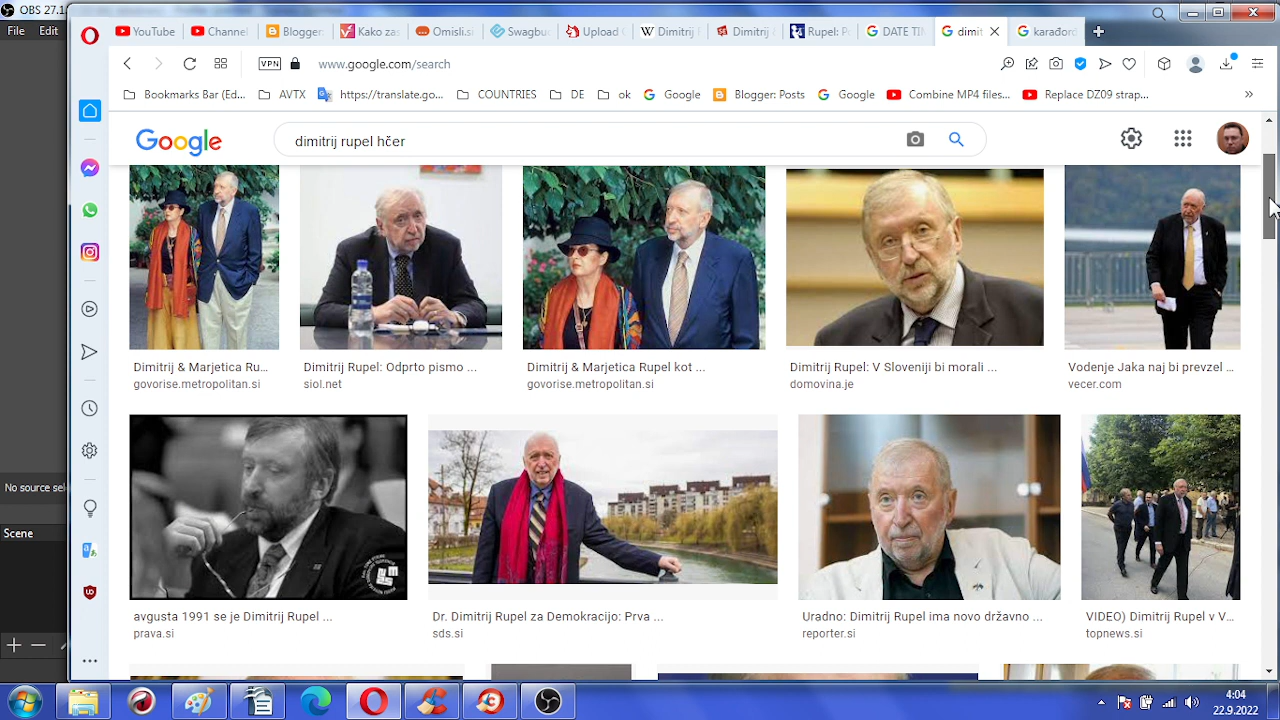 OBS 27.1
File Edit
YouTub
Chann
Blogger
Kako za
Omisli.si
Swagbu
Upload
Dimitrij
Dimitrij
Rupel: P
DATE TI
dimit
karađord
VPN www.google.com/search
Bookmarks Bar (Ed... AVTX https://translate.go... COUNTRIES DE ok Google Blogger: Posts Google Combine MP4 files... Replace DZ09 strap... »
Google dimitrij rupel hčer
Dimitrij & Marjetica Ru...
govorise.metropolitan.si
Dimitrij Rupel: Odprto pismo ...
siol.net
Dimitrij & Marjetica Rupel kot ...
govorise.metropolitan.si
Dimitrij Rupel: V Sloveniji bi morali ...
domovina.je
Vodenje Jaka naj bi prevzel ...
vecer.com
avgusta 1991 se je Dimitrij Rupel ...
prava.si
Dr. Dimitrij Rupel za Demokracijo: Prva ...
sds.si
Uradno: Dimitrij Rupel ima novo državno ...
reporter.si
VIDEO) Dimitrij Rupel v V...
topnews.si
No source sele
Scene
4:04
22.9.2022